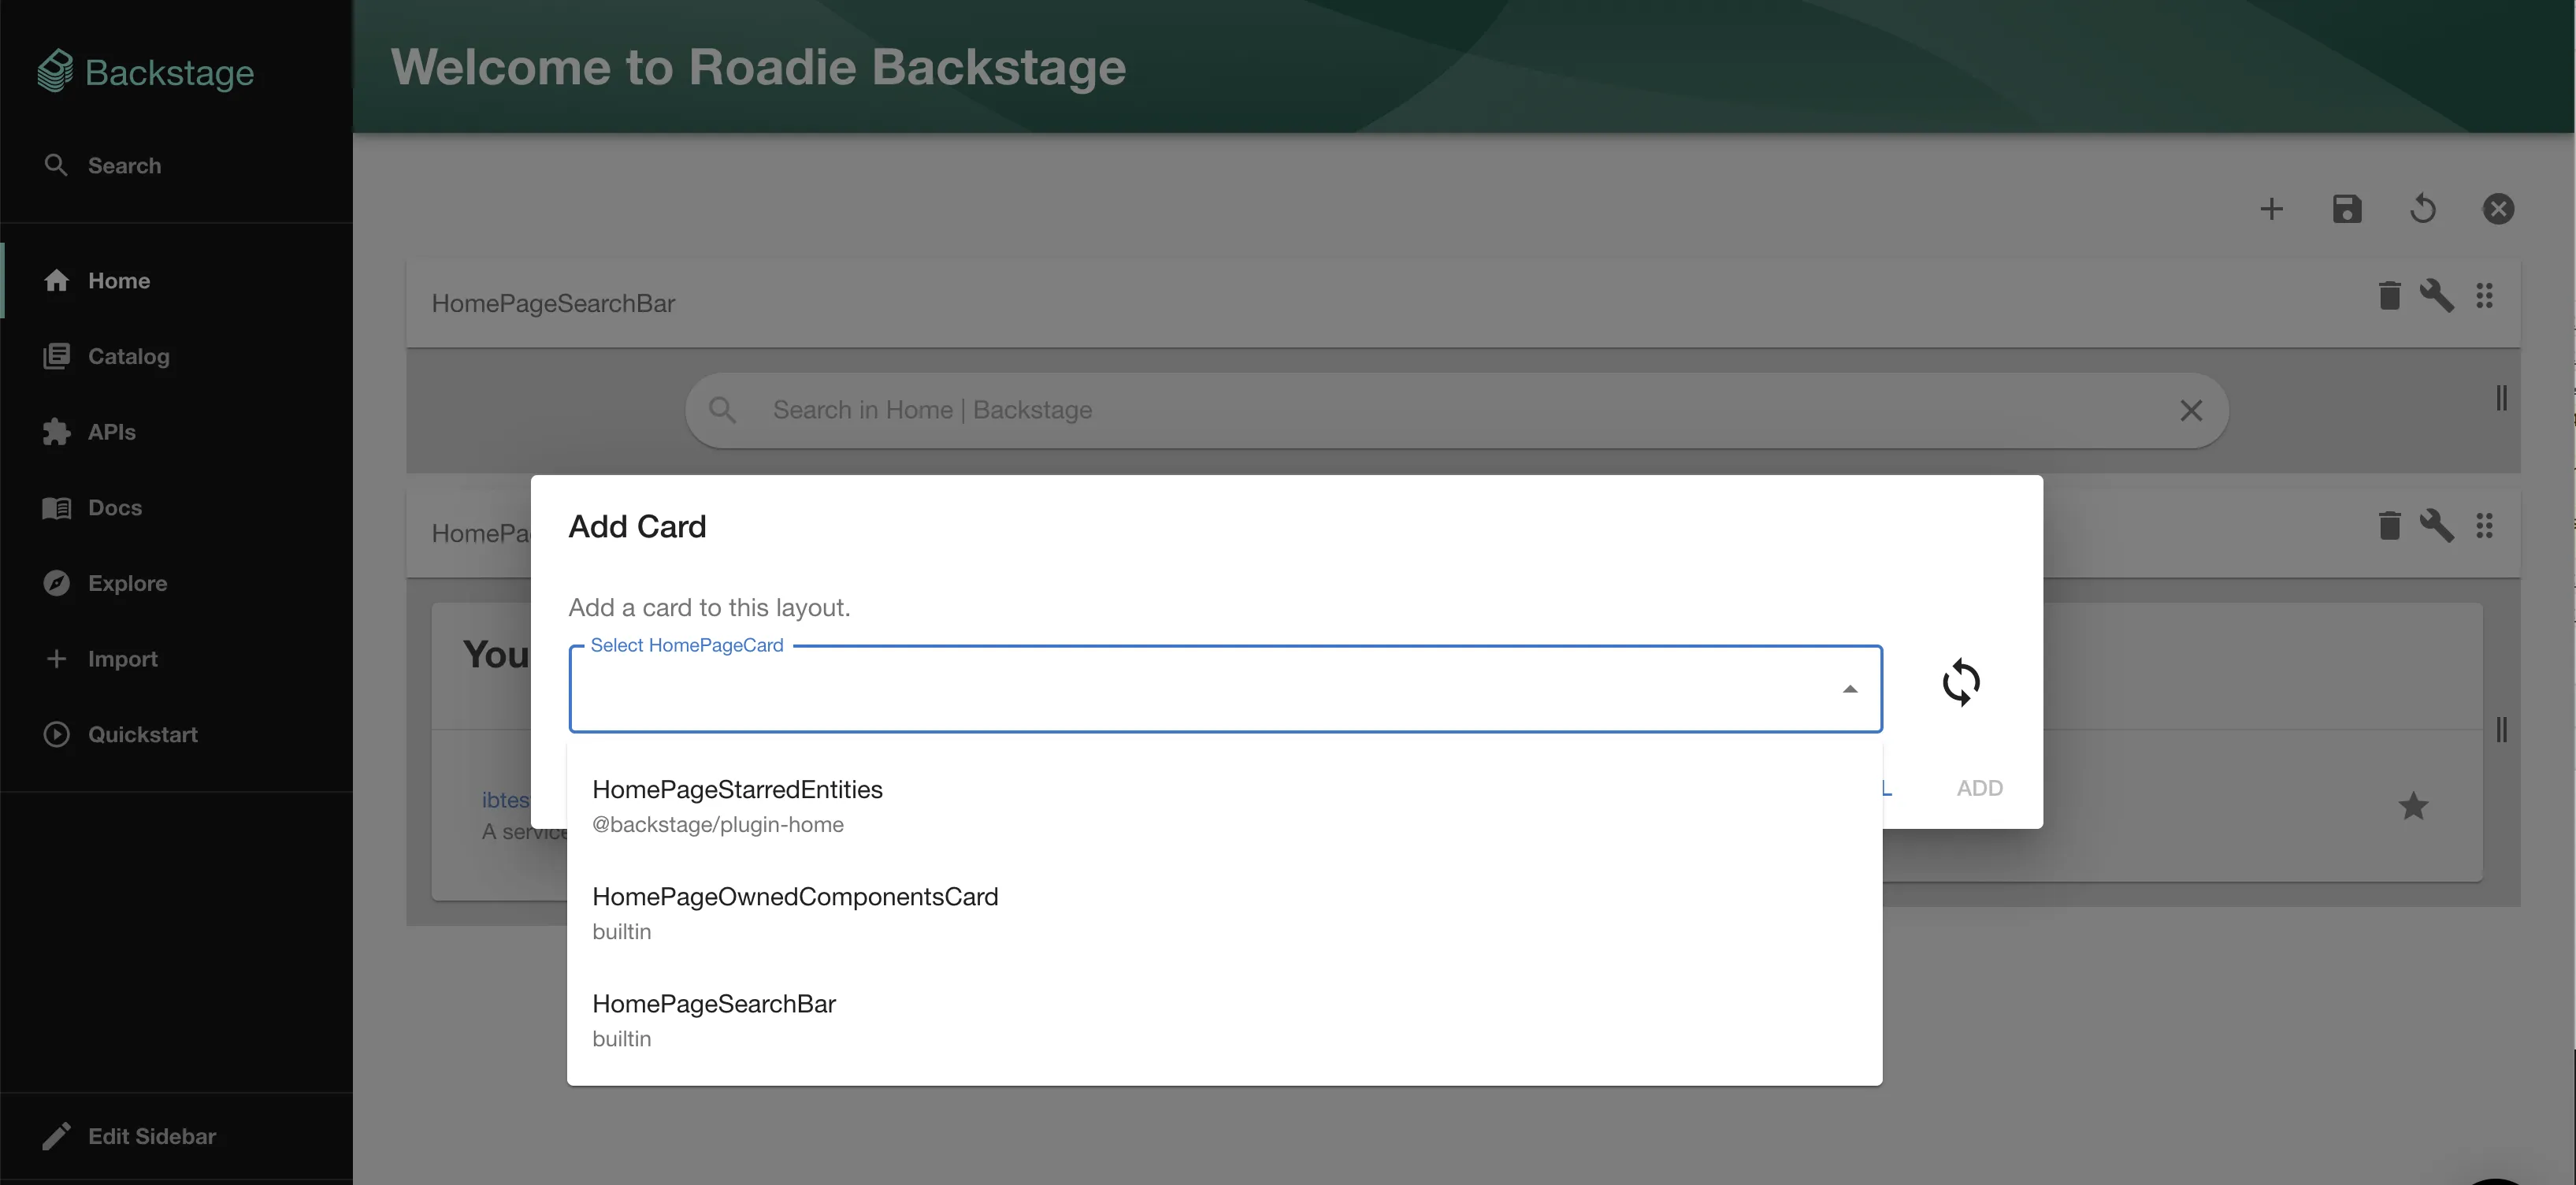 Backstage
Welcome to Roadie Backstage
Search
Home
Catalog
APIs
Docs
Explore
Import
Quickstart
Edit Sidebar
HomePageSearchBar
Search in Home | Backstage
Add Card
Add a card to this layout.
Select HomePageCard
HomePageStarredEntities
@backstage/plugin-home
HomePageOwnedComponentsCard
builtin
HomePageSearchBar
builtin
ADD
You
A service